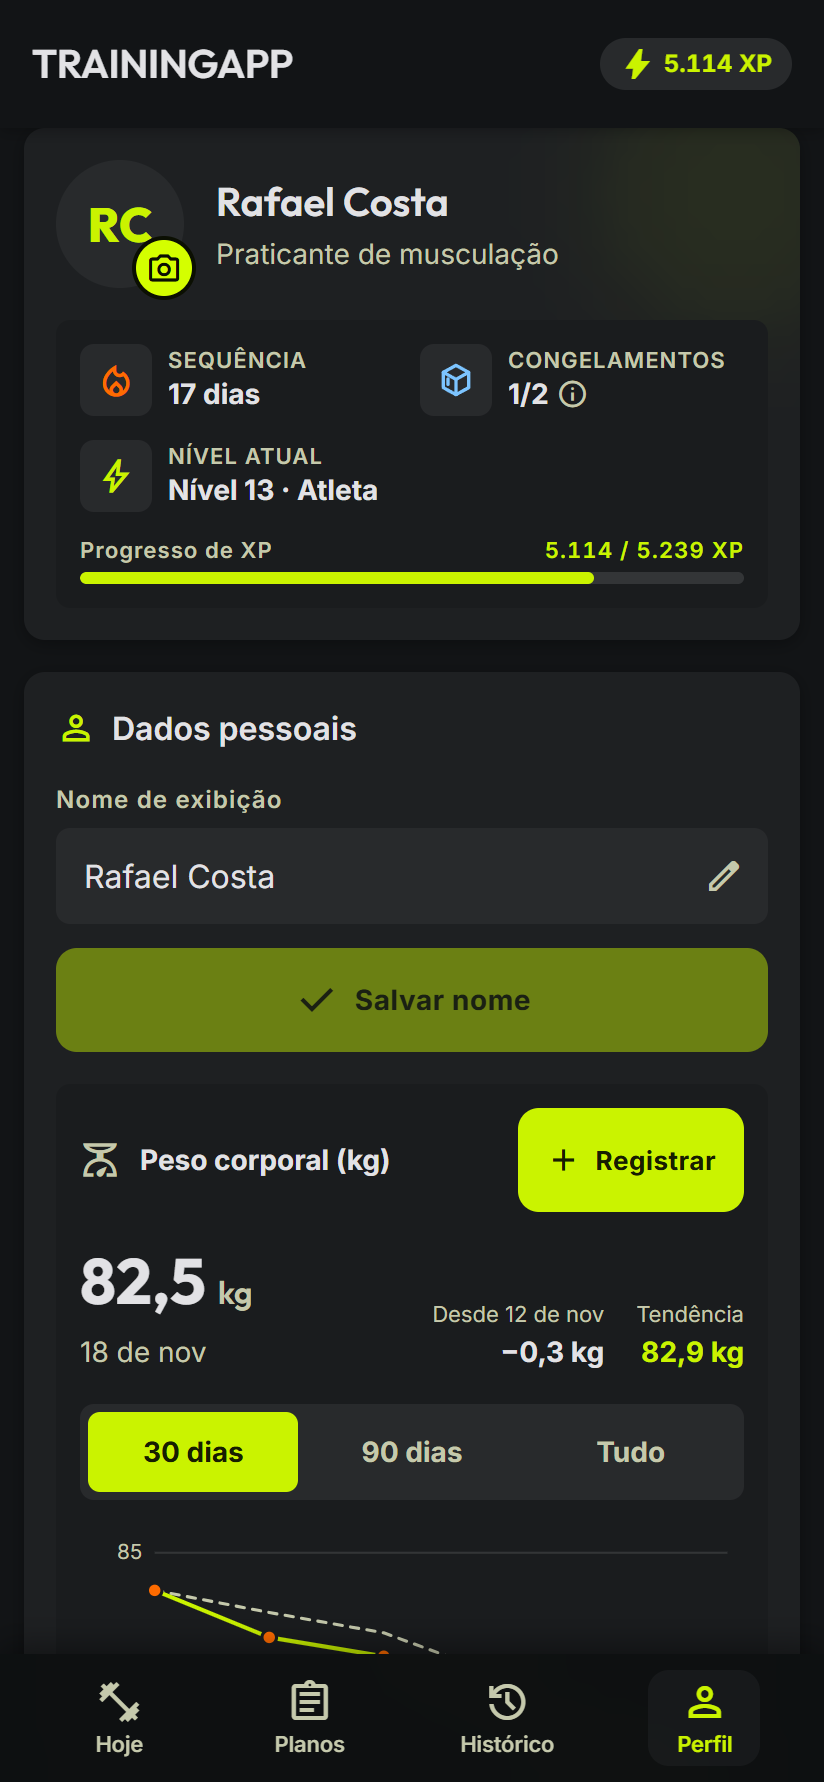 TRAININGAPP
5.114 XP
RC
Rafael Costa
Praticante de musculação
SEQUÊNCIA
17 dias
CONGELAMENTOS
1/2
NÍVEL ATUAL
Nível 13 · Atleta
Progresso de XP
5.114 / 5.239 XP
Dados pessoais
Nome de exibição
Rafael Costa
Salvar nome
Peso corporal (kg)
Registrar
82,5 kg
18 de nov
Desde 12 de nov
−0,3 kg
Tendência
82,9 kg
30 dias
90 dias
Tudo
85
Hoje
Planos
Histórico
Perfil